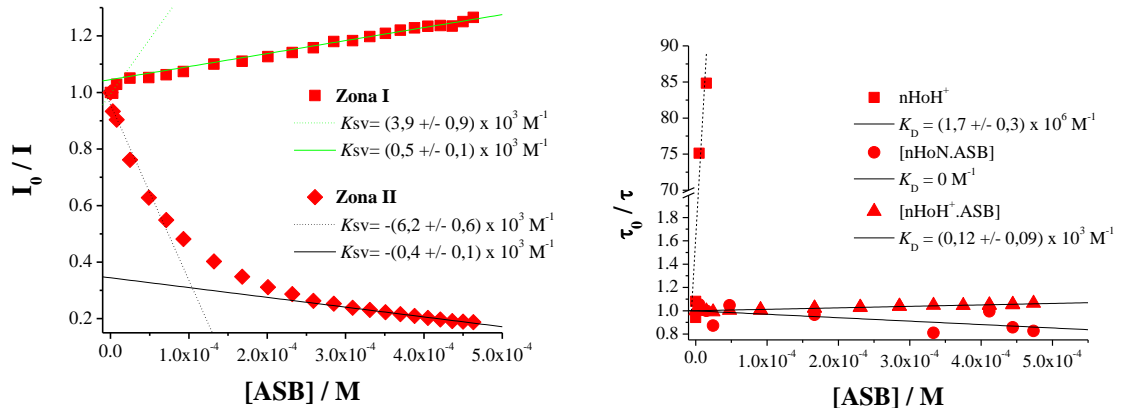 I₀ / I
1.2
1.0
0.8
0.6
0.4
0.2
Zona I
Ksv= (3,9 +/- 0,9) x 10³ M⁻¹
Ksv= (0,5 +/- 0,1) x 10³ M⁻¹
Zona II
Ksv= -(6,2 +/- 0,6) x 10³ M⁻¹
Ksv= -(0,4 +/- 0,1) x 10³ M⁻¹
0.0 1.0x10⁻⁴ 2.0x10⁻⁴ 3.0x10⁻⁴ 4.0x10⁻⁴ 5.0x10⁻⁴
[ASB] / M
τ₀ / τ
90
85
80
75
70
1.8
1.6
1.4
1.2
1.0
0.8
nHoH⁺
K_D = (1,7 +/- 0,3) x 10⁶ M⁻¹
[nHoN.ASB]
K_D = 0 M⁻¹
[nHoH⁺.ASB]
K_D = (0,12 +/- 0,09) x 10³ M⁻¹
0.0 1.0x10⁻⁴ 2.0x10⁻⁴ 3.0x10⁻⁴ 4.0x10⁻⁴ 5.0x10⁻⁴
[ASB] / M